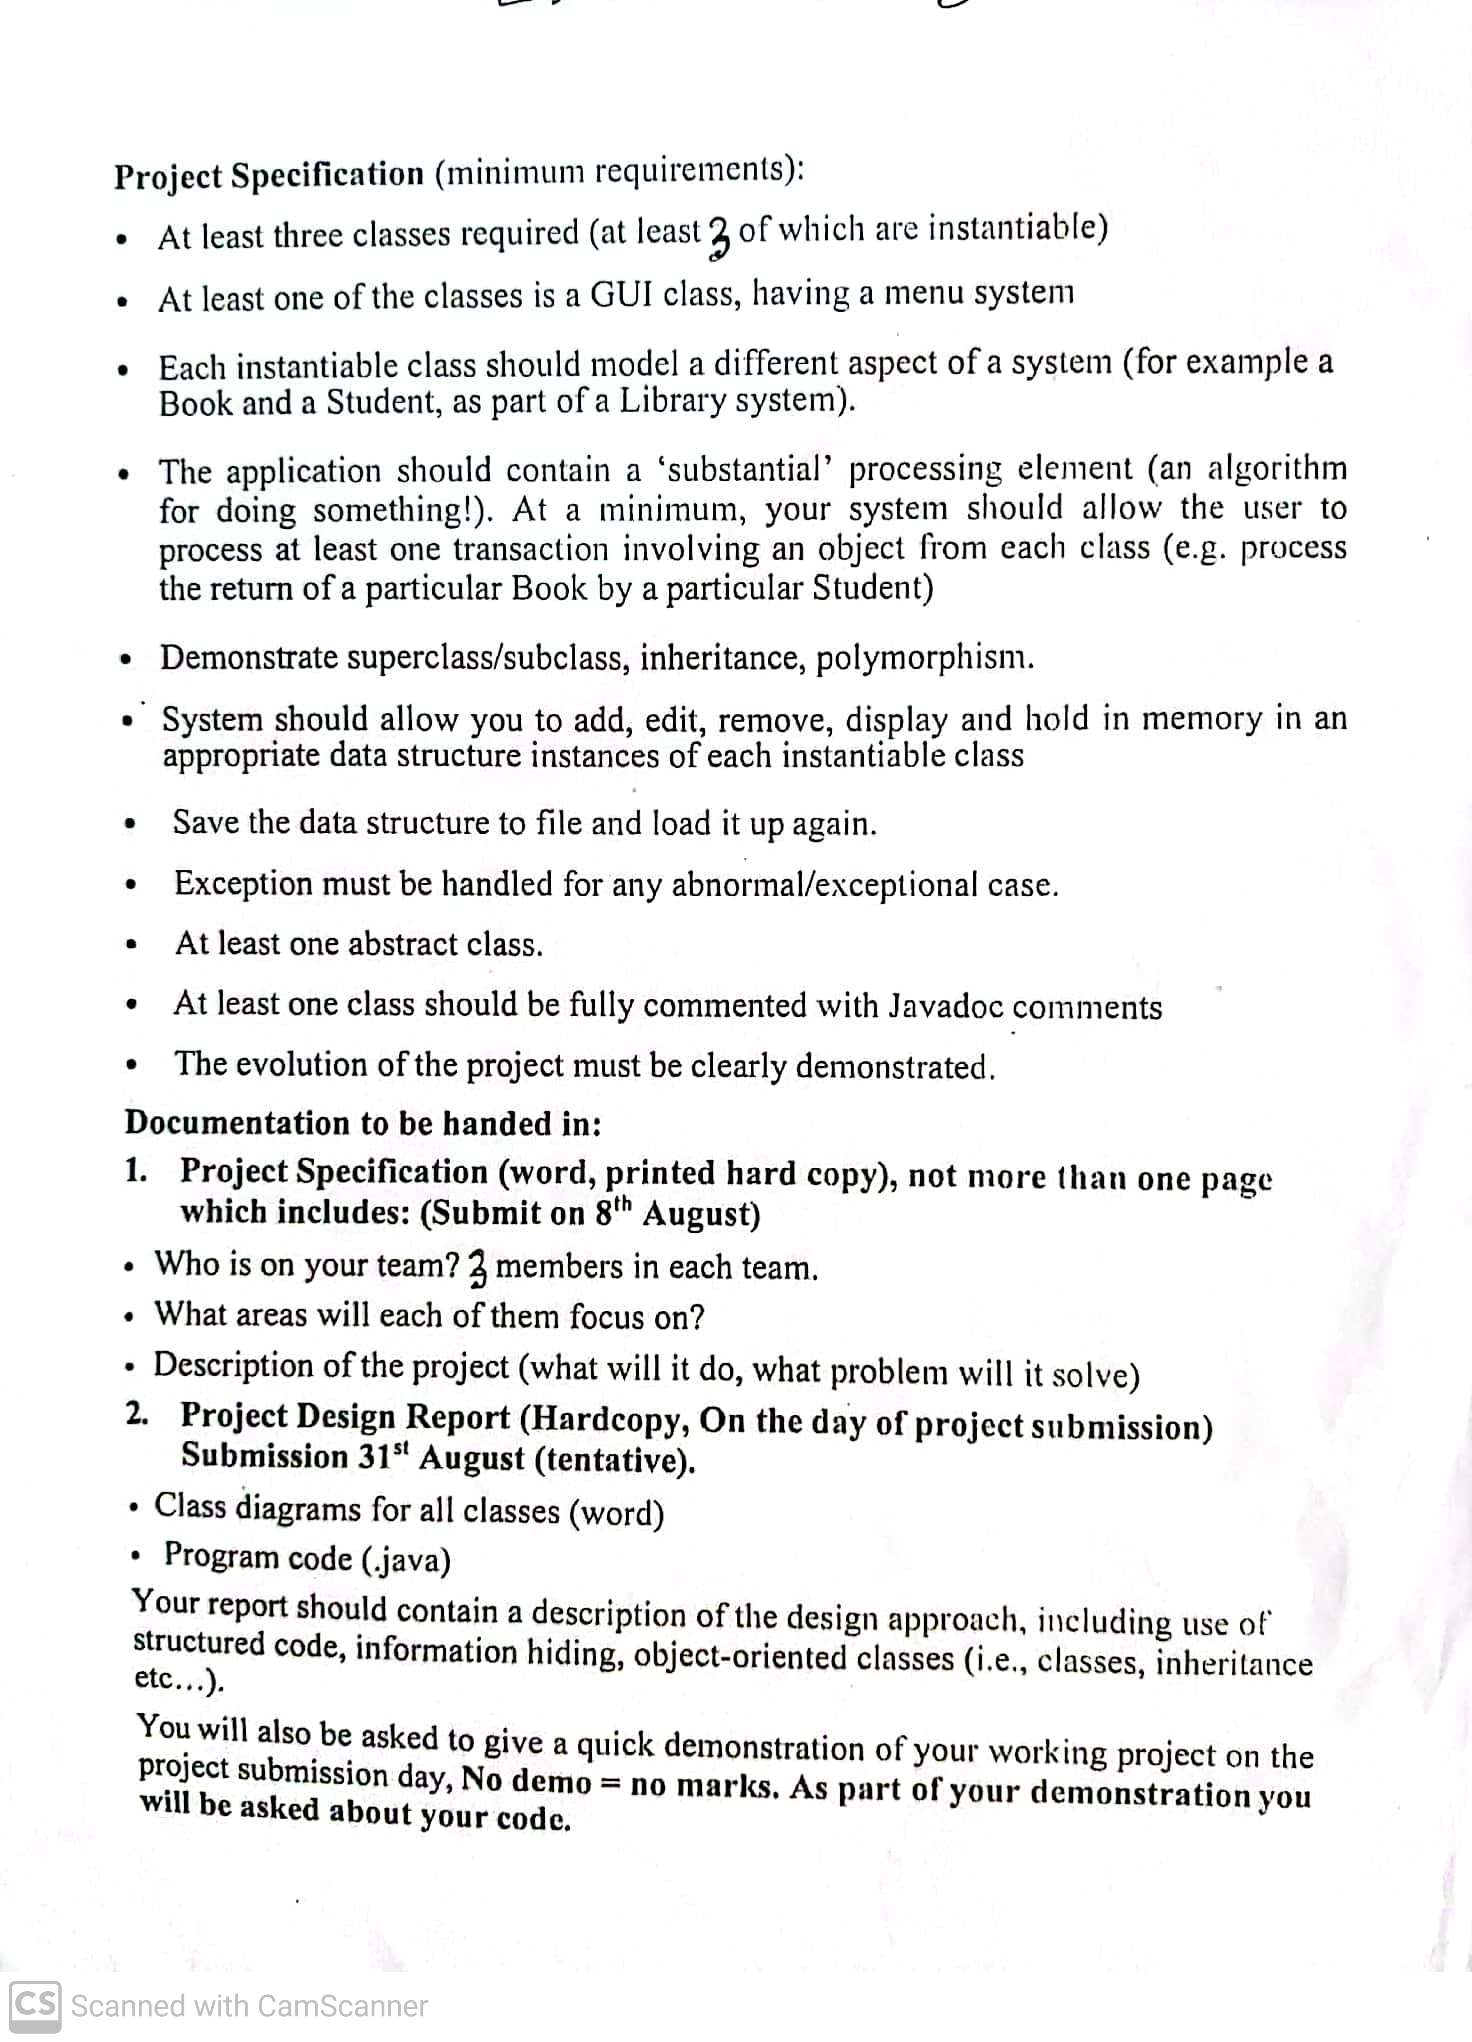 Project Specification (minimum requirements):
• At least three classes required (at least 3 of which are instantiable)
• At least one of the classes is a GUI class, having a menu system
• Each instantiable class should model a different aspect of a system (for example a
Book and a Student, as part of a Library system).
• The application should contain a ‘substantial’ processing element (an algorithm
for doing something!). At a minimum, your system should allow the user to
process at least one transaction involving an object from each class (e.g. process
the return of a particular Book by a particular Student)
• Demonstrate superclass/subclass, inheritance, polymorphism.
• System should allow you to add, edit, remove, display and hold in memory in an
appropriate data structure instances of each instantiable class
• Save the data structure to file and load it up again.
• Exception must be handled for any abnormal/exceptional case.
• At least one abstract class.
• At least one class should be fully commented with Javadoc comments
• The evolution of the project must be clearly demonstrated.
Documentation to be handed in:
1. Project Specification (word, printed hard copy), not more than one page
which includes: (Submit on 8th August)
• Who is on your team? 3 members in each team.
• What areas will each of them focus on?
• Description of the project (what will it do, what problem will it solve)
2. Project Design Report (Hardcopy, On the day of project submission)
Submission 31st August (tentative).
• Class diagrams for all classes (word)
• Program code (.java)
Your report should contain a description of the design approach, including use of
structured code, information hiding, object-oriented classes (i.e., classes, inheritance
etc...).
You will also be asked to give a quick demonstration of your working project on the
project submission day, No demo = no marks. As part of your demonstration you
will be asked about your code.
CS Scanned with CamScanner